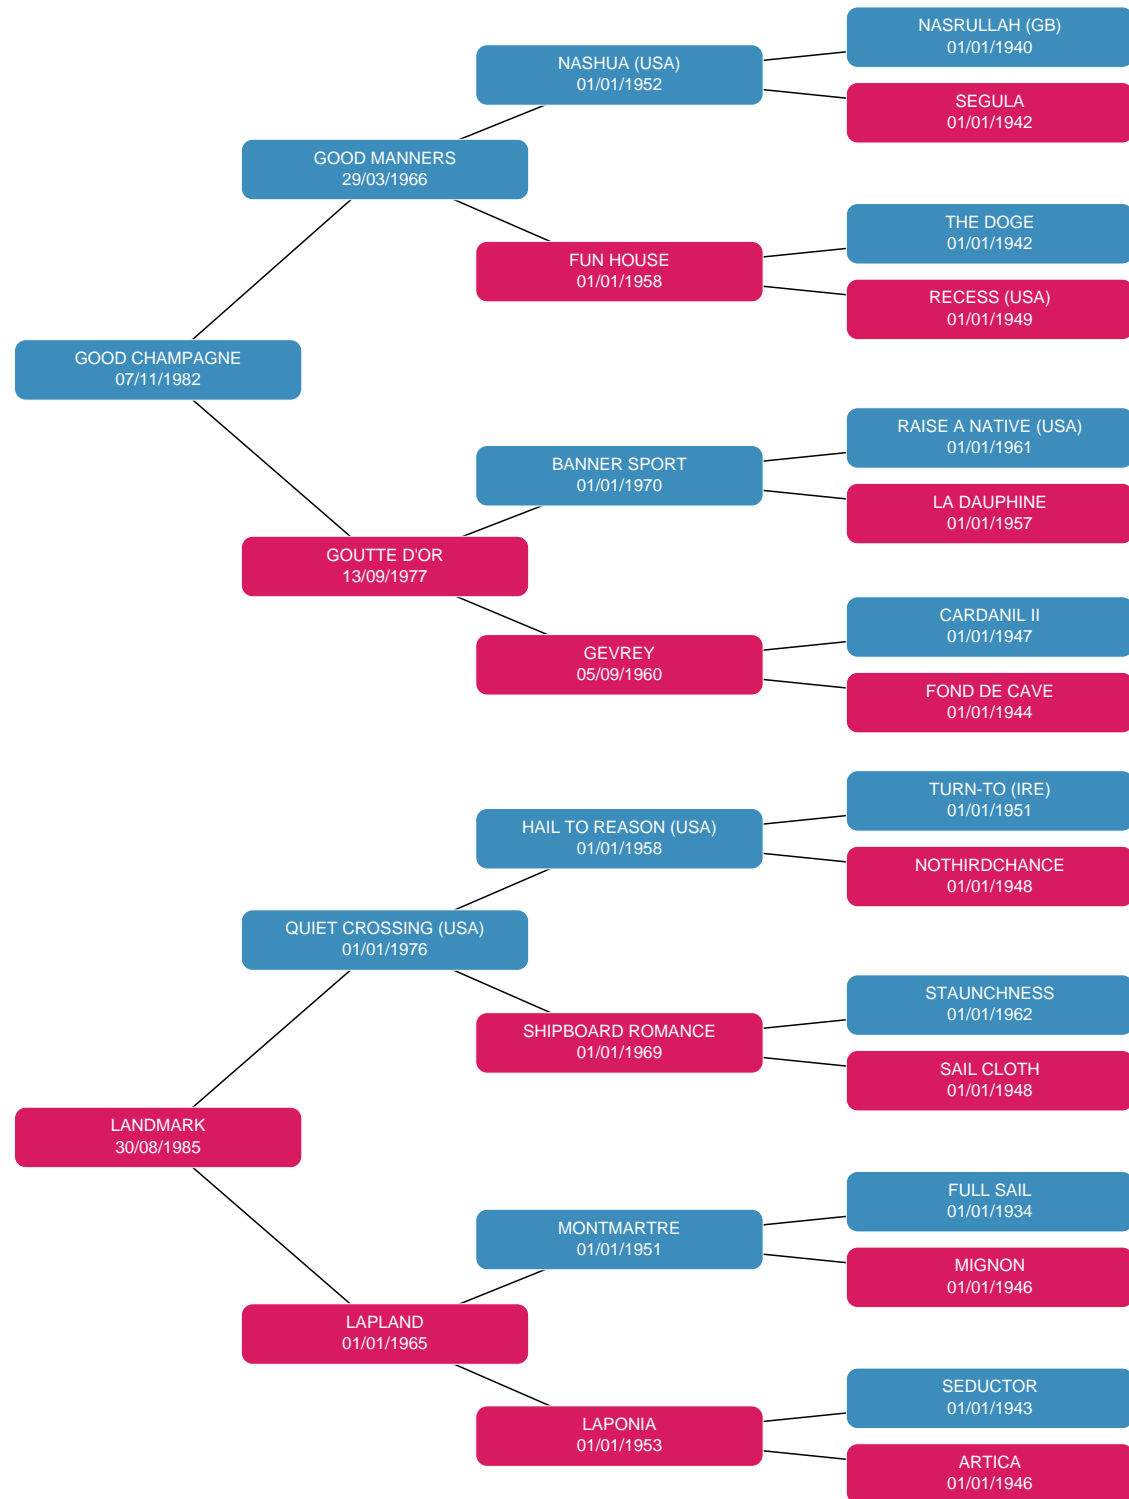 NASRULLAH (GB)
01/01/1940
NASHUA (USA)
01/01/1952
SEGULA
01/01/1942
GOOD MANNERS
29/03/1966
THE DOGE
01/01/1942
FUN HOUSE
01/01/1958
RECESS (USA)
01/01/1949
GOOD CHAMPAGNE
07/11/1982
RAISE A NATIVE (USA)
01/01/1961
BANNER SPORT
01/01/1970
LA DAUPHINE
01/01/1957
GOUTTE D'OR
13/09/1977
CARDANIL II
01/01/1947
GEVREY
05/09/1960
FOND DE CAVE
01/01/1944
TURN-TO (IRE)
01/01/1951
HAIL TO REASON (USA)
01/01/1958
NOTHIRDCHANCE
01/01/1948
QUIET CROSSING (USA)
01/01/1976
STAUNCHNESS
01/01/1962
SHIPBOARD ROMANCE
01/01/1969
SAIL CLOTH
01/01/1948
LANDMARK
30/08/1985
FULL SAIL
01/01/1934
MONTMARTRE
01/01/1951
MIGNON
01/01/1946
LAPLAND
01/01/1965
SEDUCTOR
01/01/1943
LAPONIA
01/01/1953
ARTICA
01/01/1946